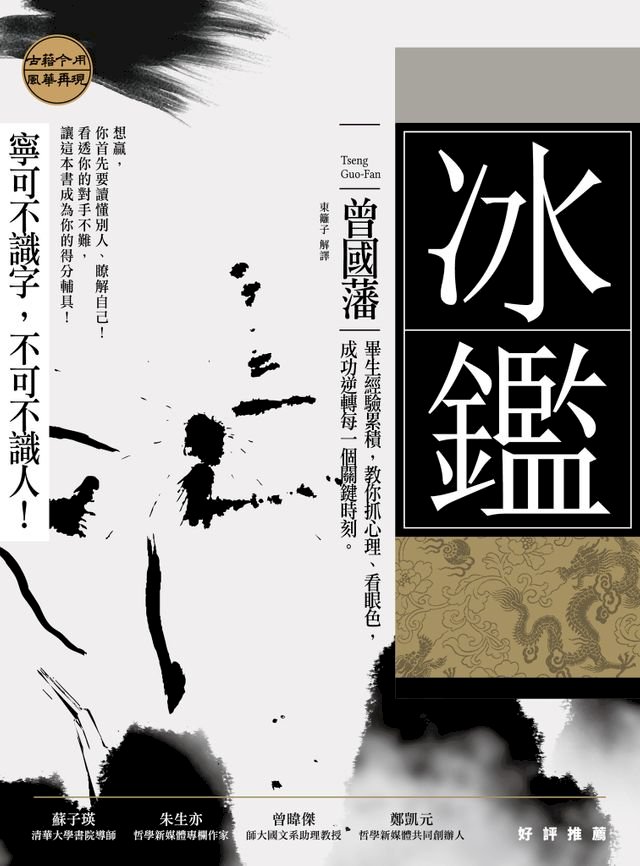 古籍今用
風華再現
冰鑑
Tseng
Guo-Fan
曾國藩
東籬子 解譯
畢生經驗累積，教你抓心理、看眼色，
成功逆轉每一個關鍵時刻。
想贏，
你首先要讀懂別人、瞭解自己！
看透你的對手不難，
讓這本書成為你的得分輔具！
寧可不識字，不可不識人！
蘇子瑛
清華大學書院導師
朱生亦
哲學新媒體專欄作家
曾暐傑
師大國文系助理教授
鄭凱元
哲學新媒體共同創辦人
好評推薦